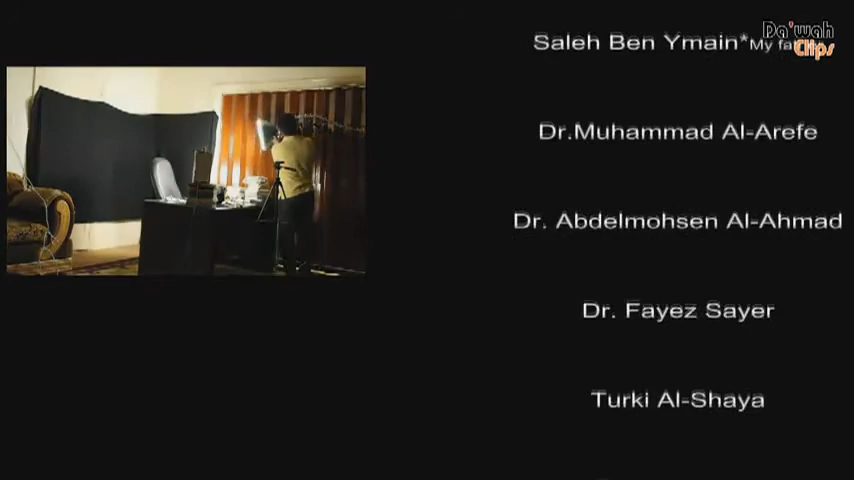 Da'wah
Clips
Saleh Ben Ymain*My
Dr.Muhammad Al-Arefe
Dr. Abdelmohsen Al-Ahmad
Dr. Fayez Sayer
Turki Al-Shaya